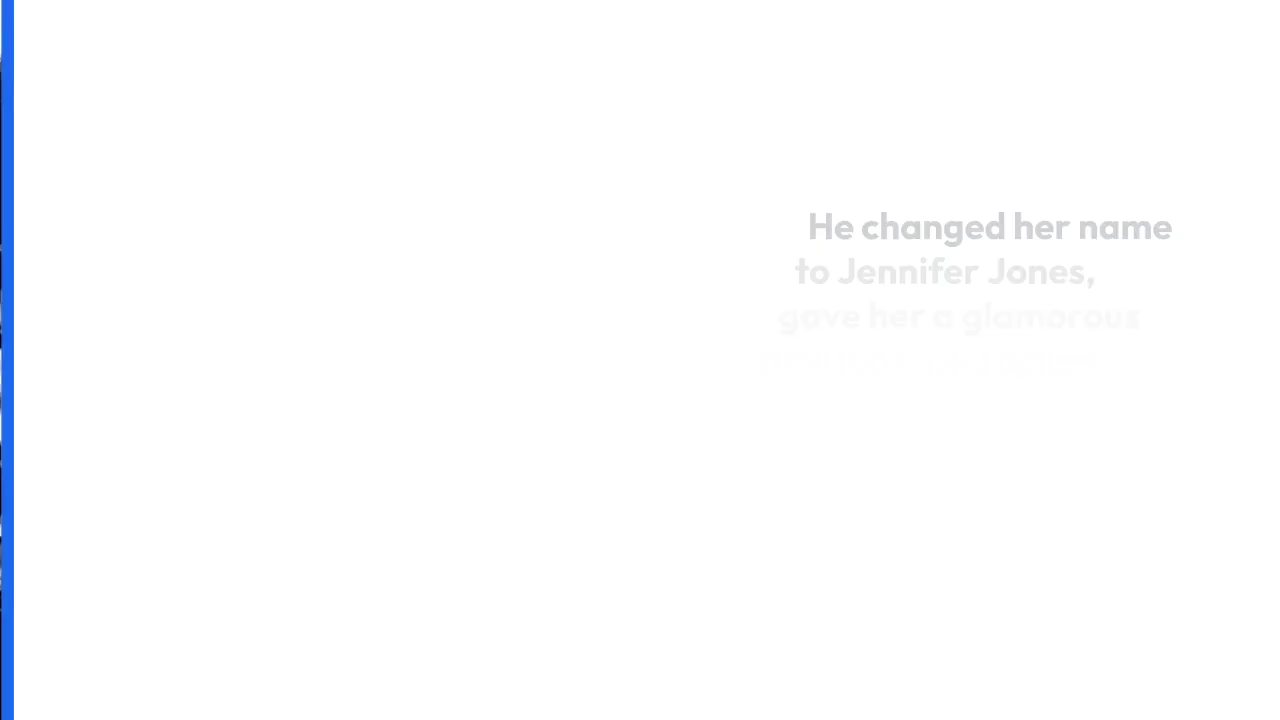 He changed her name
to Jennifer Jones,
gave her a glamorous